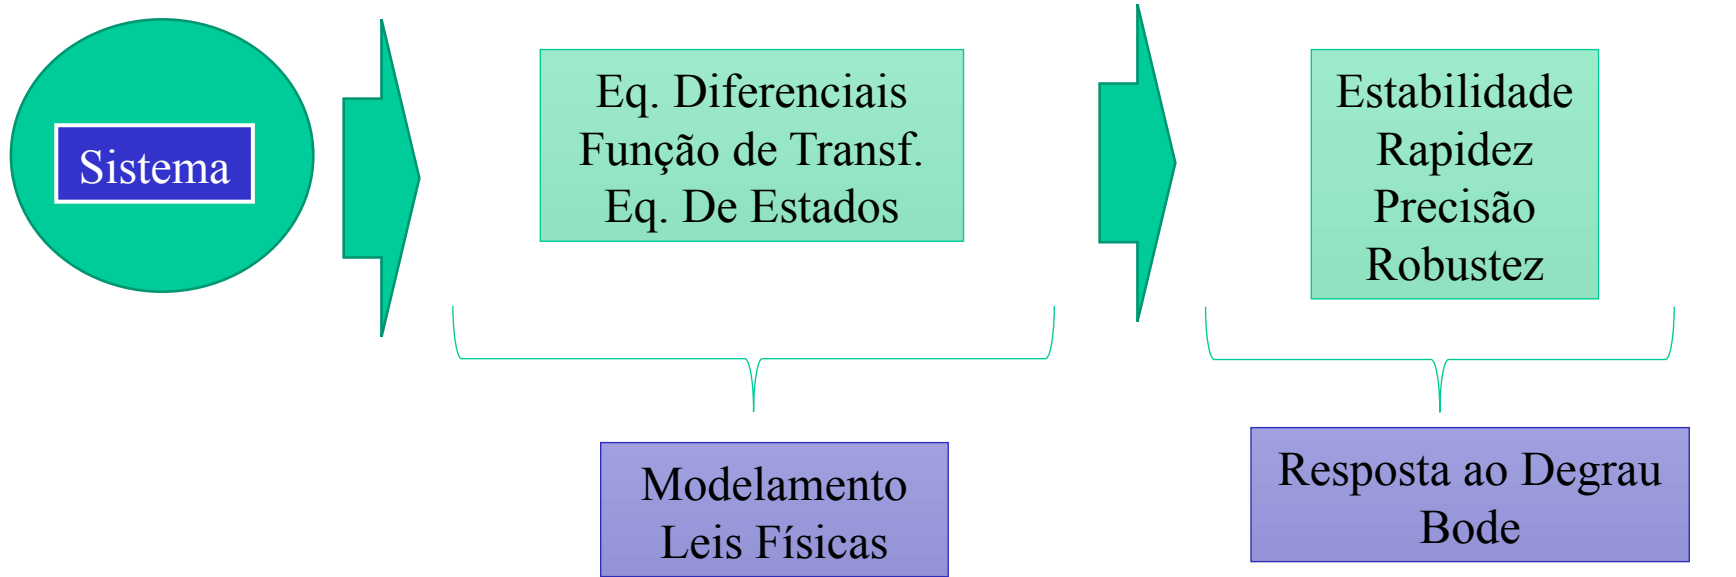 Sistema
Eq. Diferenciais
Função de Transf.
Eq. De Estados
Estabilidade
Rapidez
Precisão
Robustez
Modelamento
Leis Físicas
Resposta ao Degrau
Bode